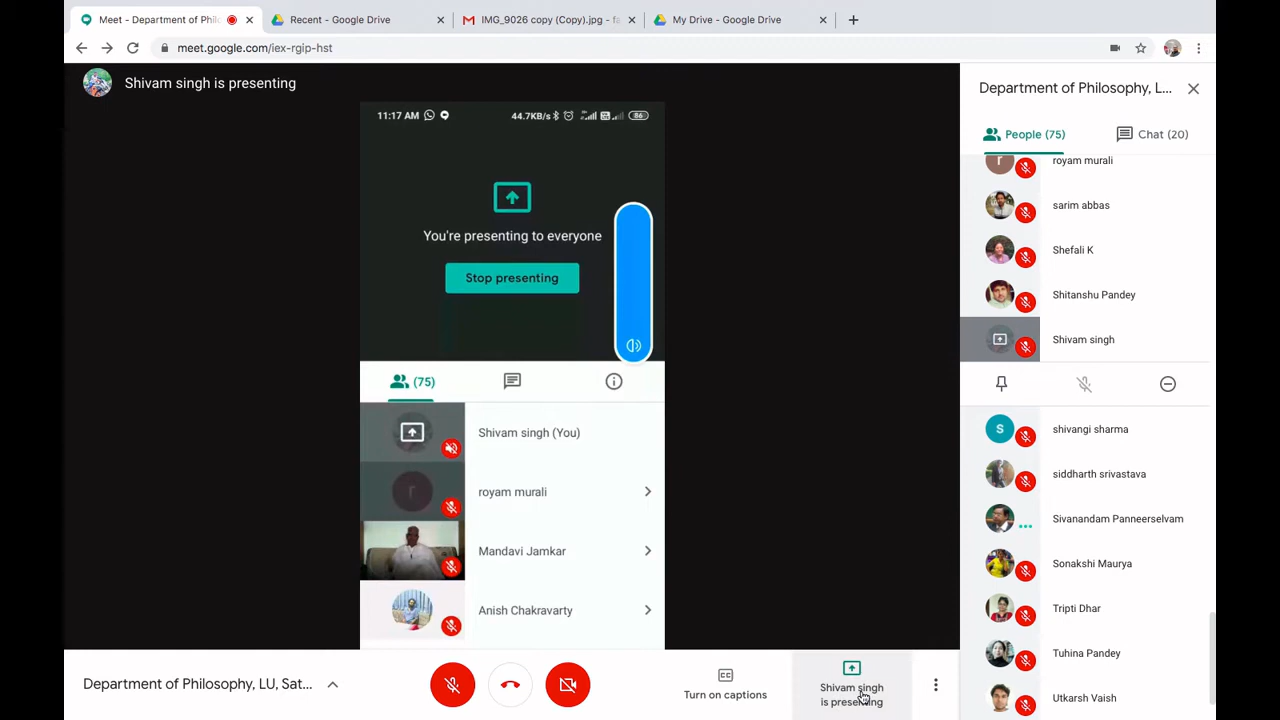 Meet - Department of Phil
Recent - Google Drive
IMG_9026 copy (Copy).jpg - fa
My Drive - Google Drive
meet.google.com/iex-rgip-hst
Shivam singh is presenting
11:17 AM
44.7KB/s
86
You're presenting to everyone
Stop presenting
(75)
Shivam singh (You)
r
royam murali
Mandavi Jamkar
Anish Chakravarty
Department of Philosophy, LU, Sat...
Turn on captions
Shivam singh
is presenting
Department of Philosophy, L...
People (75)
Chat (20)
r
royam murali
sarim abbas
Shefali K
Shitanshu Pandey
Shivam singh
S
shivangi sharma
siddharth srivastava
Sivanandam Panneerselvam
Sonakshi Maurya
Tripti Dhar
Tuhina Pandey
Utkarsh Vaish